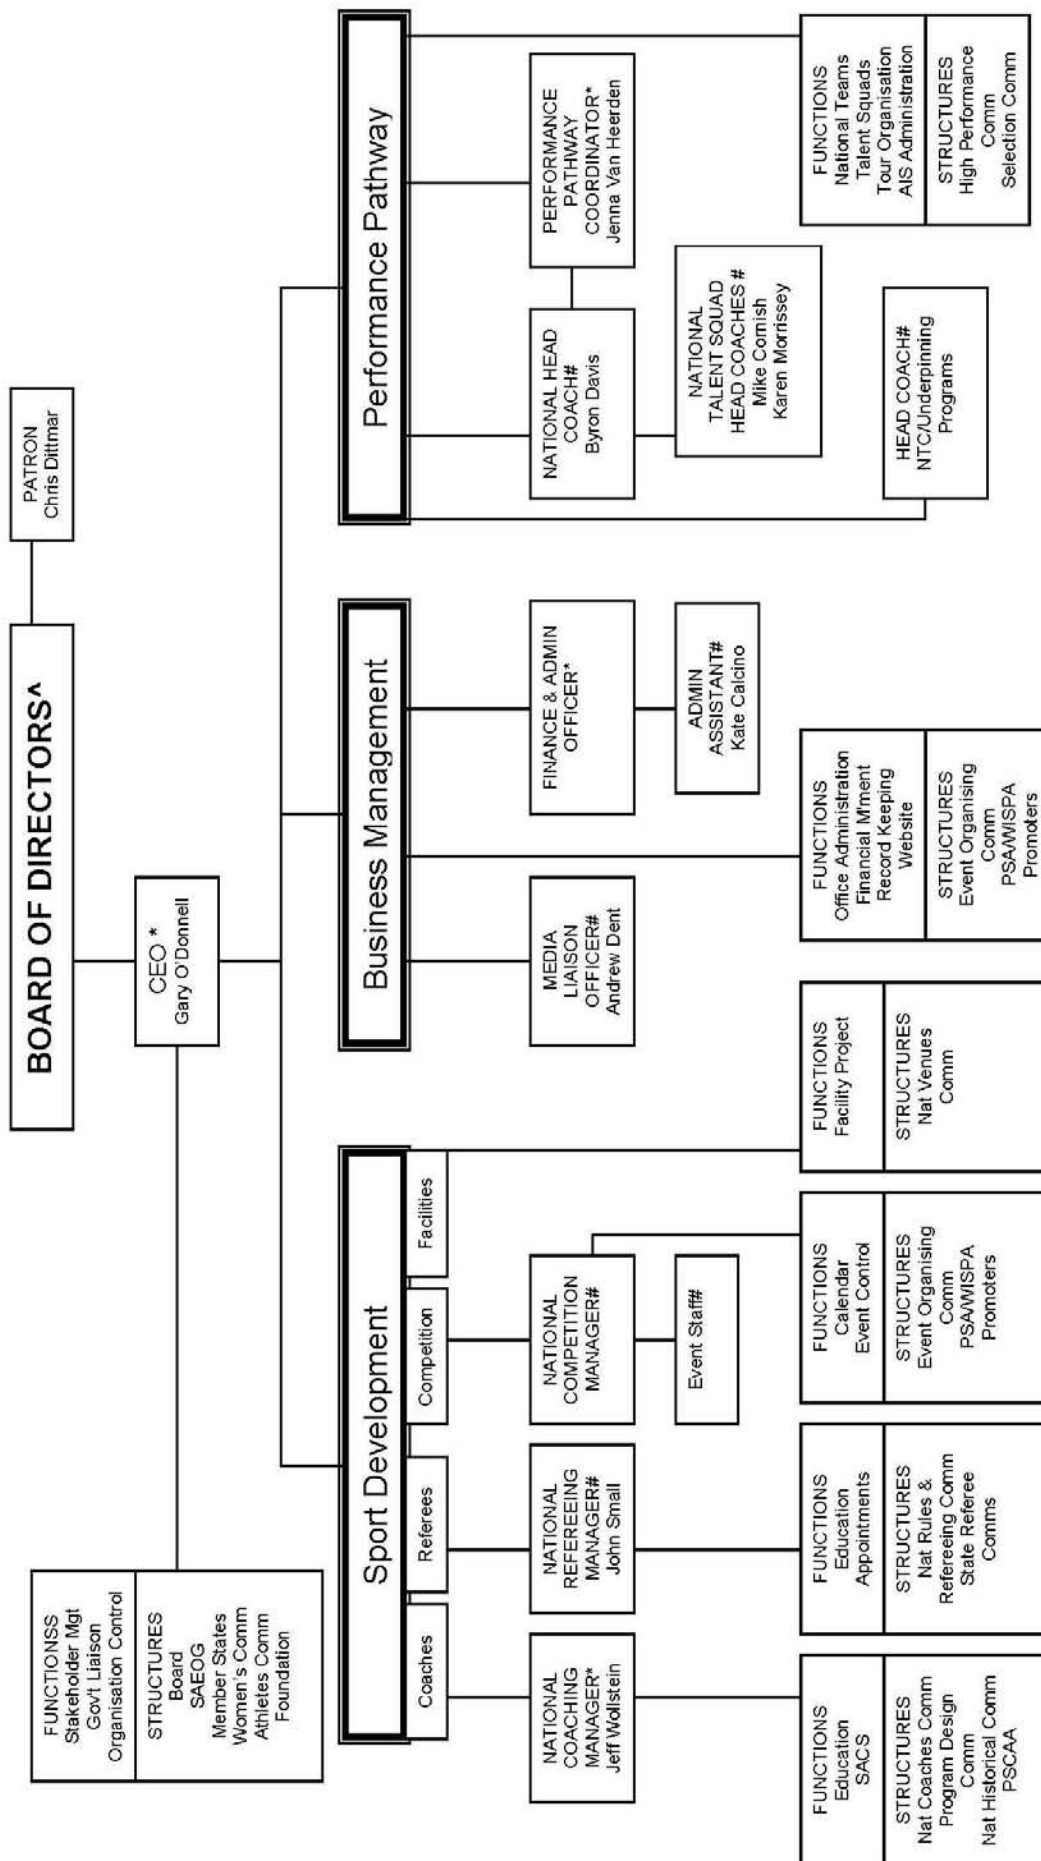 BOARD OF DIRECTORS^
PATRON
Chris Dittmar
CEO *
Gary O'Donnell
FUNCTIONSS
Stakeholder Mgt
Gov't Liaison
Organisation Control
STRUCTURES
Board
SAEOG
Member States
Women's Comm
Athletes Comm
Foundation
Sport Development
Coaches
Referees
Competition
Facilities
NATIONAL
COACHING
MANAGER*
Jeff Wollstein
NATIONAL
REFEREEING
MANAGER#
John Small
NATIONAL
COMPETITION
MANAGER#
Event Staff#
FUNCTIONS
Education
SACS
STRUCTURES
Nat Coaches Comm
Program Design
Comm
Nat Historical Comm
PSCAA
FUNCTIONS
Education
Appointments
STRUCTURES
Nat Rules &
Refereeing Comm
State Referee
Comms
FUNCTIONS
Calendar
Event Control
STRUCTURES
Event Organising
Comm
PSA/WISPA
Promoters
FUNCTIONS
Facility Project
STRUCTURES
Nat Venues
Comm
Business Management
MEDIA
LIAISON
OFFICER#
Andrew Dent
FINANCE & ADMIN
OFFICER*
ADMIN
ASSISTANT#
Kate Calcino
FUNCTIONS
Office Administration
Financial M'ment
Record Keeping
Website
STRUCTURES
Event Organising
Comm
PSA/WISPA
Promoters
Performance Pathway
NATIONAL HEAD
COACH#
Byron Davis
PERFORMANCE
PATHWAY
COORDINATOR*
Jenna Van Heerden
NATIONAL
TALENT SQUAD
HEAD COACHES #
Mike Cornish
Karen Morrissey
HEAD COACH#
NTC/Underpinning
Programs
FUNCTIONS
National Teams
Talent Squads
Tour Organisation
AIS Administration
STRUCTURES
High Performance
Comm
Selection Comm